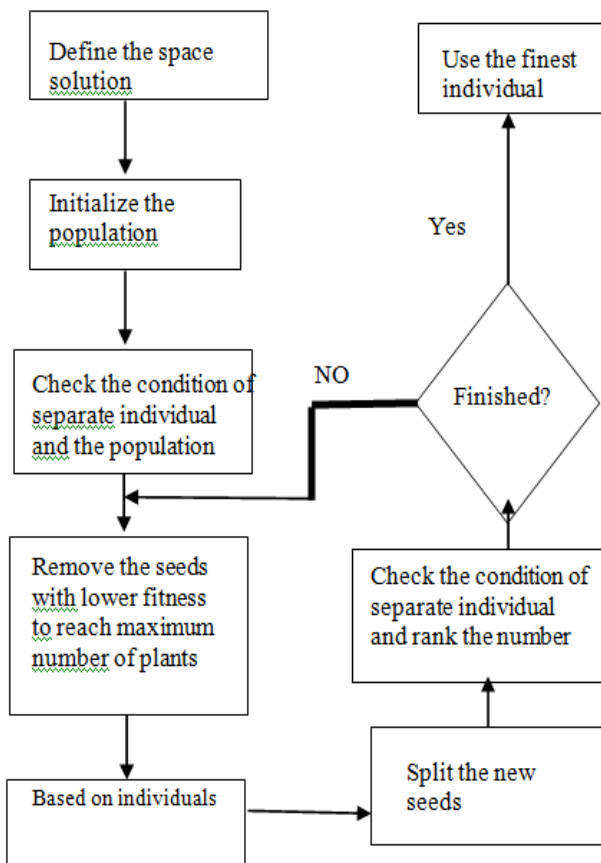 Define the space
solution
Initialize the
population
Check the condition of
separate individual
and the population
Remove the seeds
with lower fitness
to reach maximum
number of plants
Based on individuals
Split the new
seeds
Check the condition of
separate individual
and rank the number
Finished?
NO
Yes
Use the finest
individual